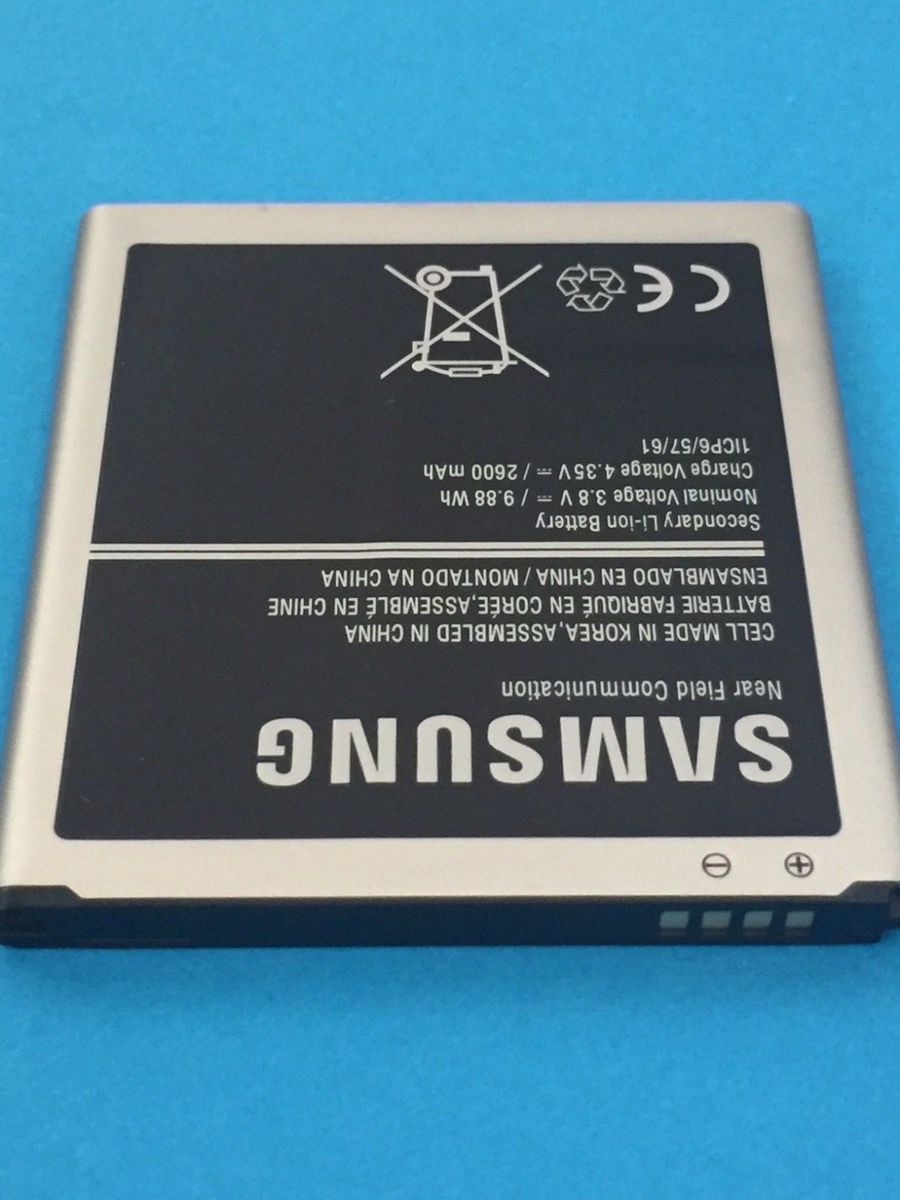 SAMSUNG
Near Field Communication
CELL MADE IN KOREA,ASSEMBLED IN CHINA
BATTERIE FABRIQUÉ EN CORÉE,ASSEMBLÉ EN CHINE
ENSAMBLADO EN CHINA / MONTADO NA CHINA
Secondary Li-ion Battery
Nominal Voltage 3.8 V ⎓ / 9.88 Wh
Charge Voltage 4.35V ⎓ / 2600 mAh
1ICP6/57/61
CE